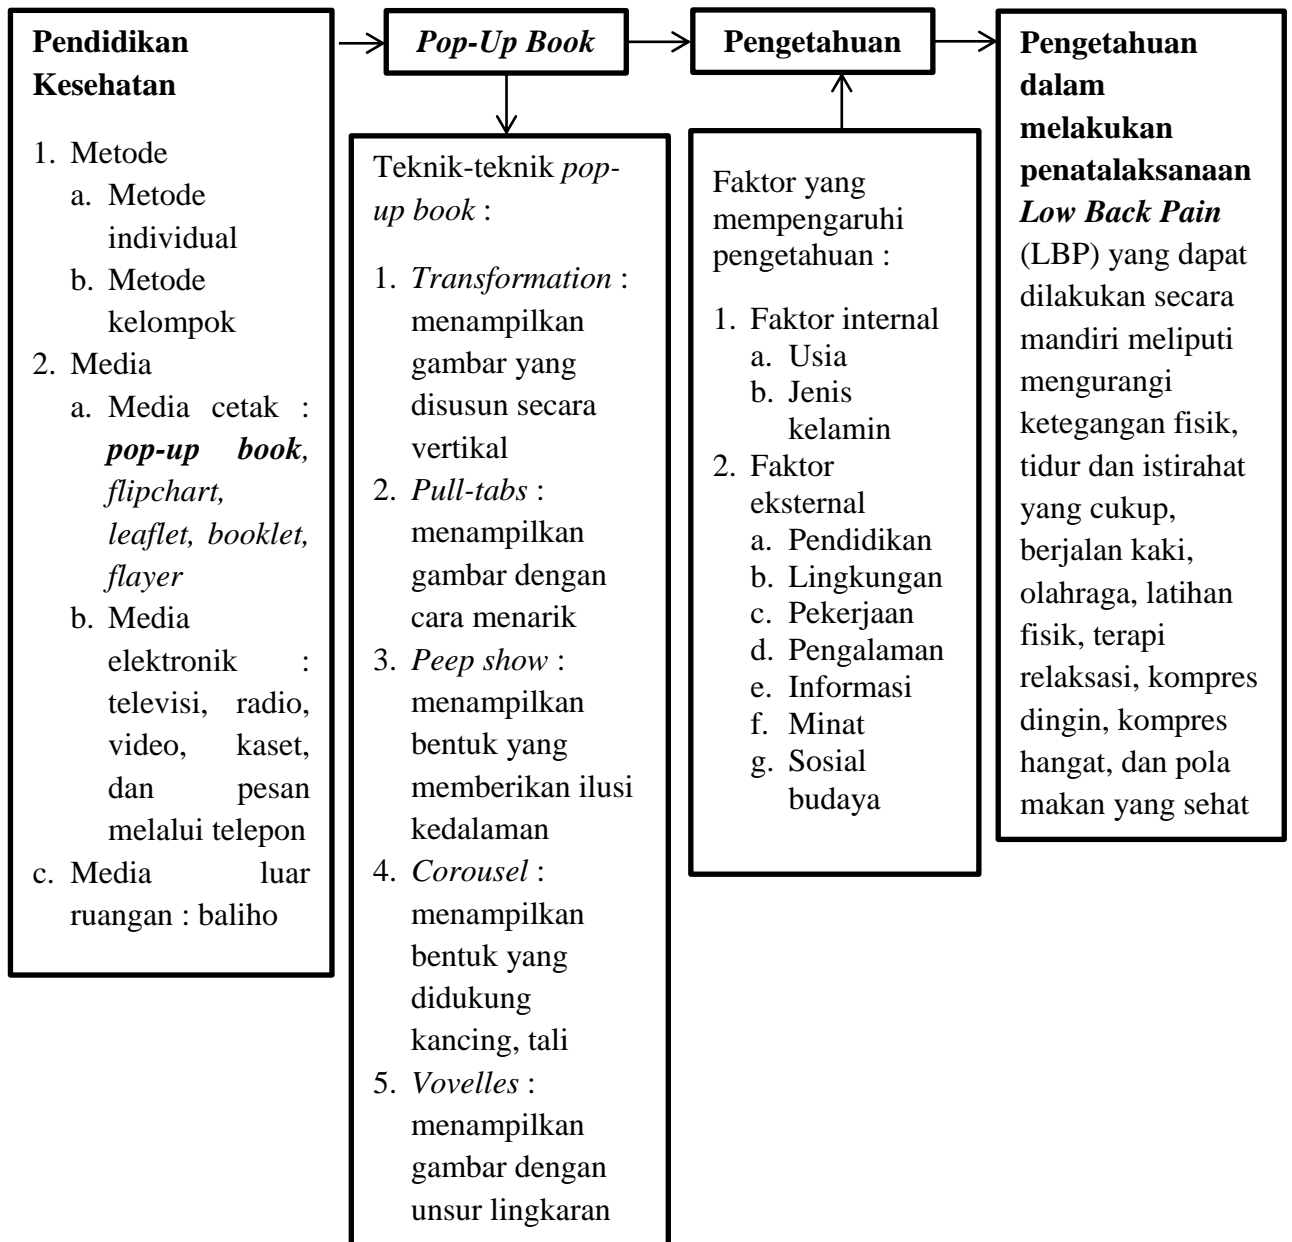 Pendidikan
Kesehatan
1. Metode
a. Metode
individual
b. Metode
kelompok
2. Media
a. Media cetak :
pop-up book,
flipchart,
leaflet, booklet,
flayer
b. Media
elektronik :
televisi, radio,
video, kaset,
dan pesan
melalui telepon
c. Media luar
ruangan : baliho
Pop-Up Book
Teknik-teknik pop-
up book :
1. Transformation :
menampilkan
gambar yang
disusun secara
vertikal
2. Pull-tabs :
menampilkan
gambar dengan
cara menarik
3. Peep show :
menampilkan
bentuk yang
memberikan ilusi
kedalaman
4. Corousel :
menampilkan
bentuk yang
didukung
kancing, tali
5. Vovelles :
menampilkan
gambar dengan
unsur lingkaran
Pengetahuan
Faktor yang
mempengaruhi
pengetahuan :
1. Faktor internal
a. Usia
b. Jenis
kelamin
2. Faktor
eksternal
a. Pendidikan
b. Lingkungan
c. Pekerjaan
d. Pengalaman
e. Informasi
f. Minat
g. Sosial
budaya
Pengetahuan
dalam
melakukan
penatalaksanaan
Low Back Pain
(LBP) yang dapat
dilakukan secara
mandiri meliputi
mengurangi
ketegangan fisik,
tidur dan istirahat
yang cukup,
berjalan kaki,
olahraga, latihan
fisik, terapi
relaksasi, kompres
dingin, kompres
hangat, dan pola
makan yang sehat